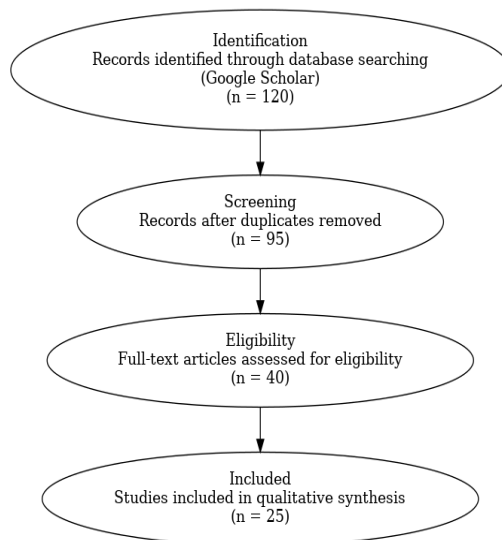 Identification
Records identified through database searching
(Google Scholar)
(n = 120)
Screening
Records after duplicates removed
(n = 95)
Eligibility
Full-text articles assessed for eligibility
(n = 40)
Included
Studies included in qualitative synthesis
(n = 25)